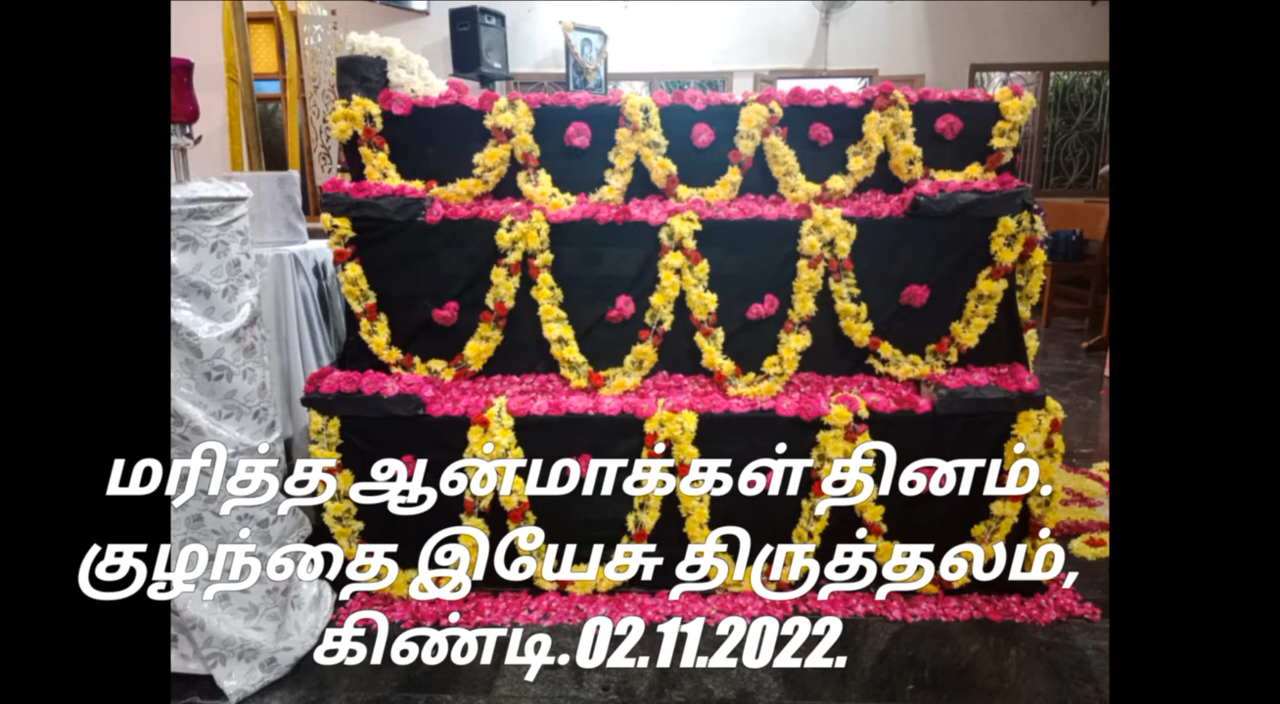 மரித்த ஆன்மாக்கள் தினம்.
குழந்தை இயேசு திருத்தலம்,
கிண்டி.02.11.2022.